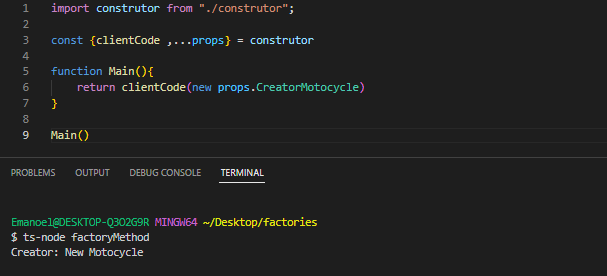 1 import construtor from "./construtor";
2
3 const {clientCode ,...props} = construtor
4
5 function Main(){
6 return clientCode(new props.CreatorMotocycle)
7 }
8
9 Main()
PROBLEMS OUTPUT DEBUG CONSOLE TERMINAL
Emanoel@DESKTOP-Q3O2G9R MINGW64 ~/Desktop/factories
$ ts-node factoryMethod
Creator: New Motocycle